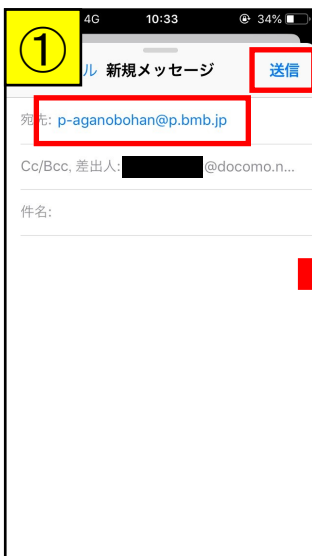 ①
4G 10:33 34%
ル 新規メッセージ 送信
宛先: p-aganobohan@p.bmb.jp
Cc/Bcc, 差出人: @docomo.n...
件名: